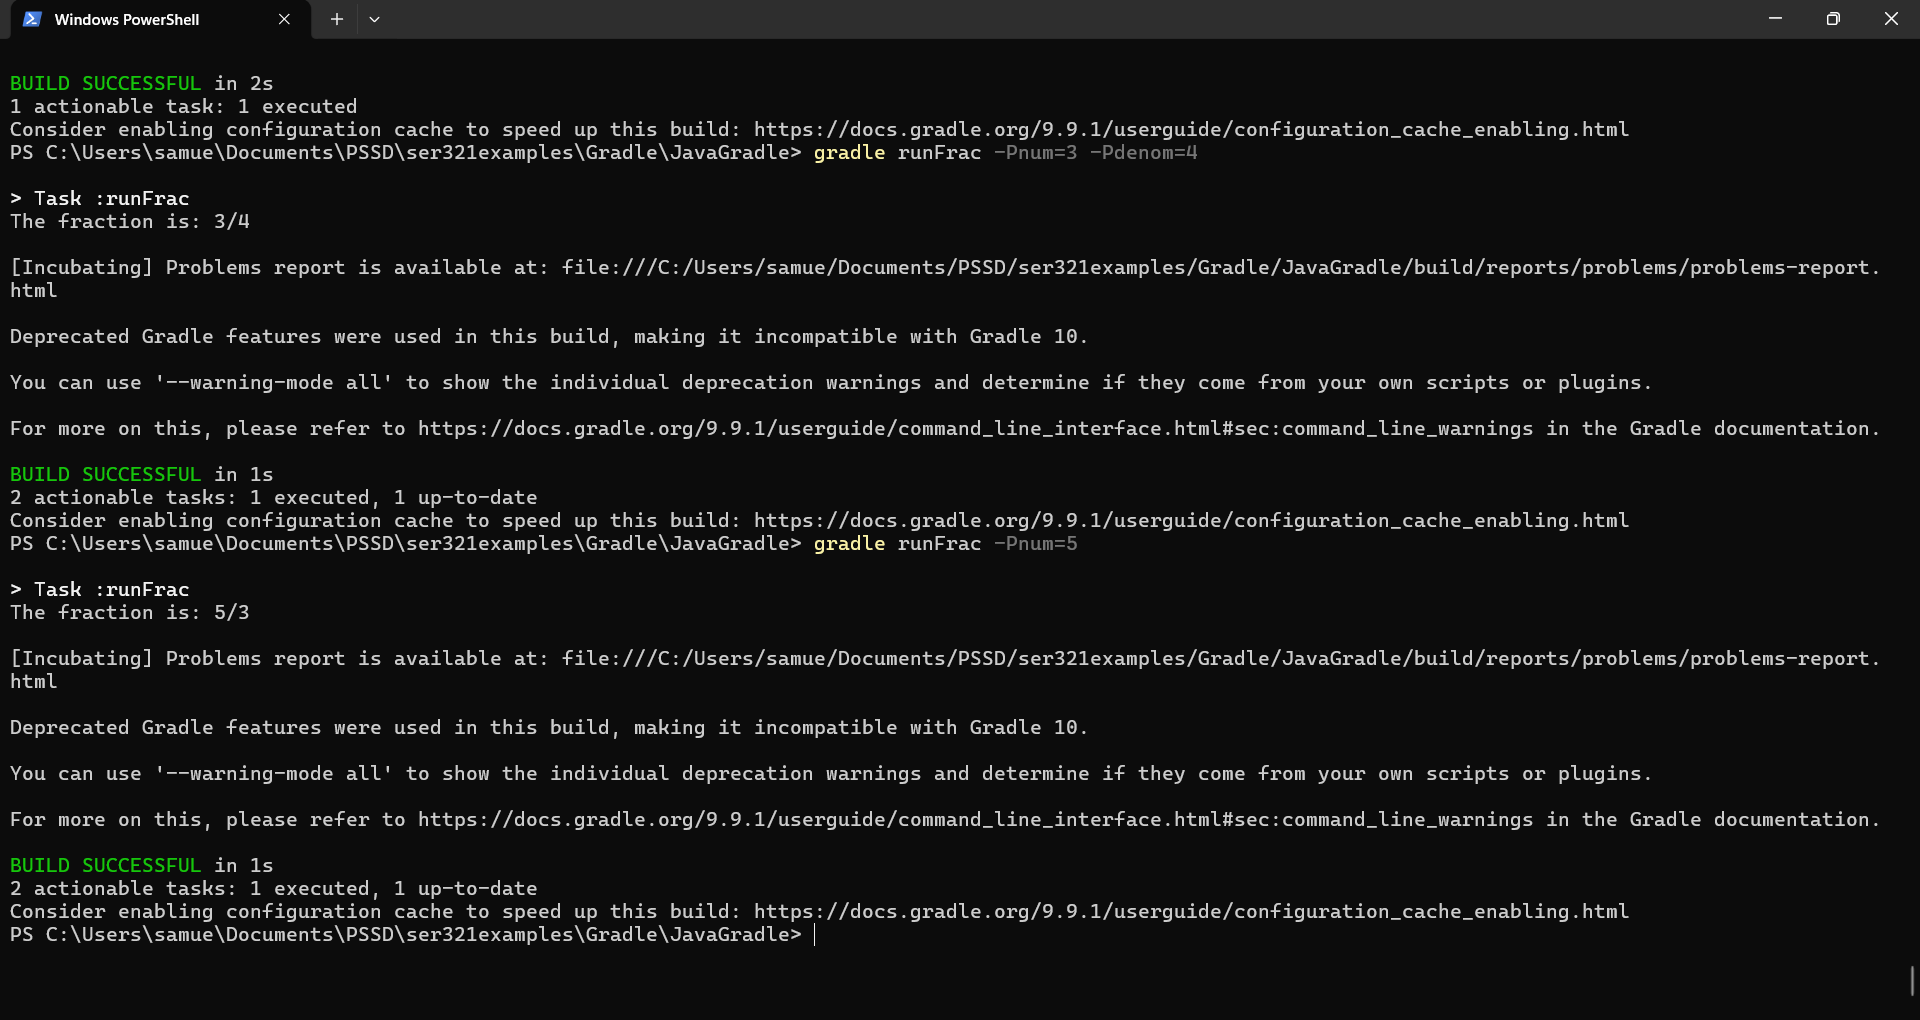 Windows PowerShell
BUILD SUCCESSFUL in 2s
1 actionable task: 1 executed
Consider enabling configuration cache to speed up this build: https://docs.gradle.org/9.9.1/userguide/configuration_cache_enabling.html
PS C:\Users\samue\Documents\PSSD\ser321examples\Gradle\JavaGradle> gradle runFrac -Pnum=3 -Pdenom=4
> Task :runFrac
The fraction is: 3/4
[Incubating] Problems report is available at: file:///C:/Users/samue/Documents/PSSD/ser321examples/Gradle/JavaGradle/build/reports/problems/problems-report.
html
Deprecated Gradle features were used in this build, making it incompatible with Gradle 10.
You can use '--warning-mode all' to show the individual deprecation warnings and determine if they come from your own scripts or plugins.
For more on this, please refer to https://docs.gradle.org/9.9.1/userguide/command_line_interface.html#sec:command_line_warnings in the Gradle documentation.
BUILD SUCCESSFUL in 1s
2 actionable tasks: 1 executed, 1 up-to-date
Consider enabling configuration cache to speed up this build: https://docs.gradle.org/9.9.1/userguide/configuration_cache_enabling.html
PS C:\Users\samue\Documents\PSSD\ser321examples\Gradle\JavaGradle> gradle runFrac -Pnum=5
> Task :runFrac
The fraction is: 5/3
[Incubating] Problems report is available at: file:///C:/Users/samue/Documents/PSSD/ser321examples/Gradle/JavaGradle/build/reports/problems/problems-report.
html
Deprecated Gradle features were used in this build, making it incompatible with Gradle 10.
You can use '--warning-mode all' to show the individual deprecation warnings and determine if they come from your own scripts or plugins.
For more on this, please refer to https://docs.gradle.org/9.9.1/userguide/command_line_interface.html#sec:command_line_warnings in the Gradle documentation.
BUILD SUCCESSFUL in 1s
2 actionable tasks: 1 executed, 1 up-to-date
Consider enabling configuration cache to speed up this build: https://docs.gradle.org/9.9.1/userguide/configuration_cache_enabling.html
PS C:\Users\samue\Documents\PSSD\ser321examples\Gradle\JavaGradle>